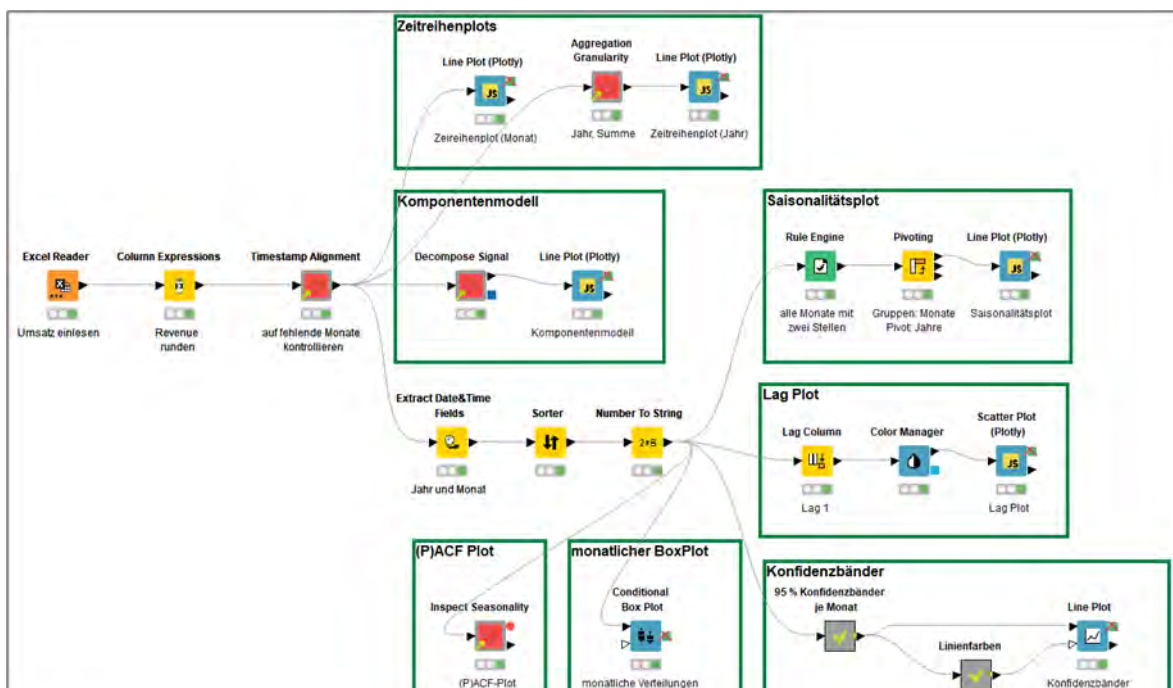 Zeitreihenplots
Line Plot (Plotly)
JS
Zeireihenplot (Monat)
Aggregation
Granularity
Jahr, Summe
Line Plot (Plotly)
JS
Zeitreihenplot (Jahr)
Komponentenmodell
Decompose Signal
Line Plot (Plotly)
JS
Komponentenmodell
Saisonalitätsplot
Rule Engine
alle Monate mit
zwei Stellen
Pivoting
Gruppen: Monate
Pivot: Jahre
Line Plot (Plotly)
JS
Saisonalitätsplot
Excel Reader
Umsatz einlesen
Column Expressions
Revenue
runden
Timestamp Alignment
auf fehlende Monate
kontrollieren
Extract Date&Time
Fields
Jahr und Monat
Sorter
Number To String
Lag Plot
Lag Column
Lag 1
Color Manager
Scatter Plot
(Plotly)
JS
Lag Plot
(P)ACF Plot
Inspect Seasonality
(P)ACF-Plot
monatlicher BoxPlot
Conditional
Box Plot
monatliche Verteilungen
Konfidenzbänder
95 % Konfidenzbänder
je Monat
Linienfarben
Line Plot
Konfidenzbänder